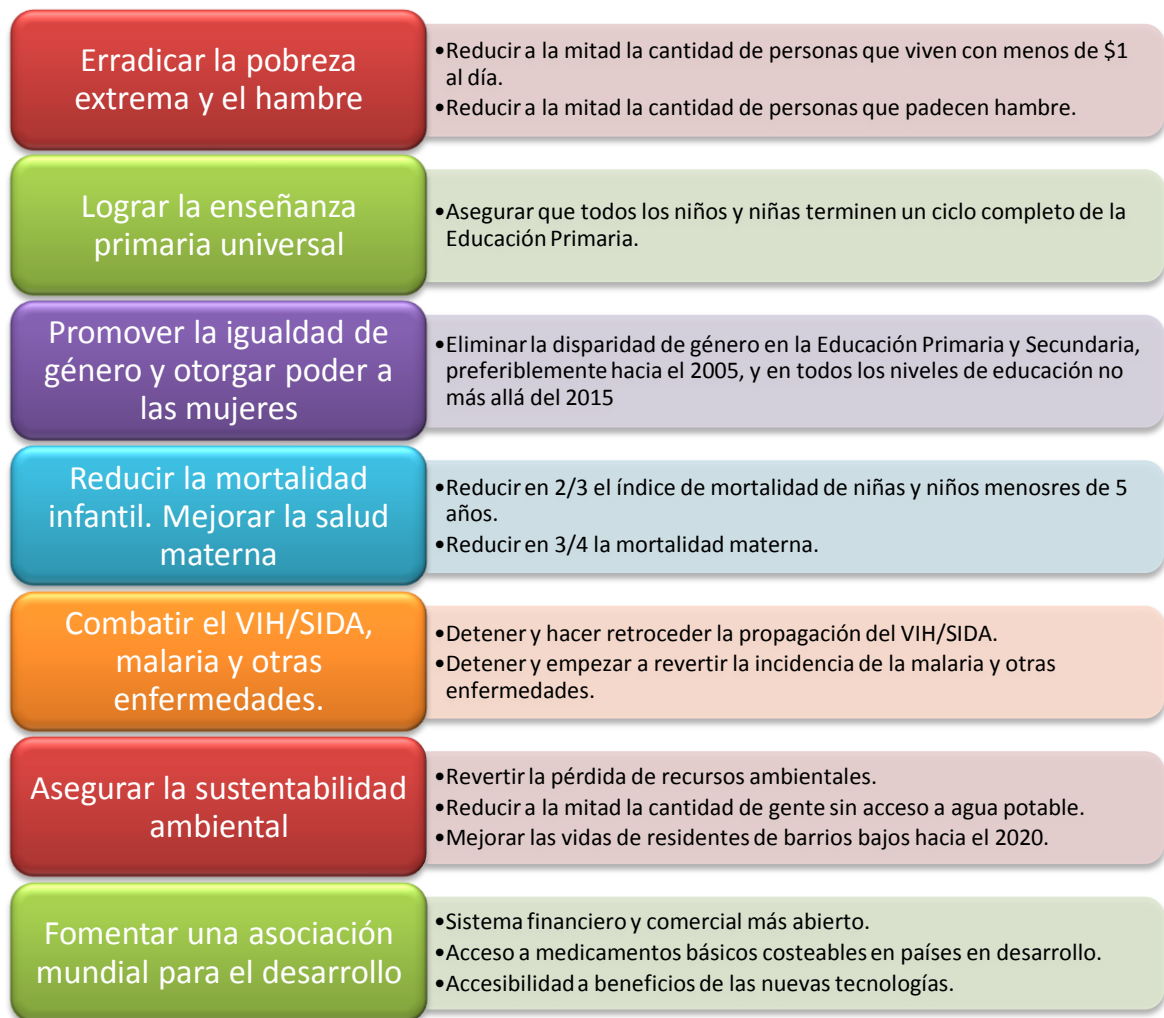 Erradicar la pobreza
extrema y el hambre
•Reducir a la mitad la cantidad de personas que viven con menos de $1
al día.
•Reducir a la mitad la cantidad de personas que padecen hambre.
Lograr la enseñanza
primaria universal
•Asegurar que todos los niños y niñas terminen un ciclo completo de la
Educación Primaria.
Promover la igualdad de
género y otorgar poder a
las mujeres
•Eliminar la disparidad de género en la Educación Primaria y Secundaria,
preferiblemente hacia el 2005, y en todos los niveles de educación no
más allá del 2015
Reducir la mortalidad
infantil. Mejorar la salud
materna
•Reducir en 2/3 el índice de mortalidad de niñas y niños menosres de 5
años.
•Reducir en 3/4 la mortalidad materna.
Combatir el VIH/SIDA,
malaria y otras
enfermedades.
•Detener y hacer retroceder la propagación del VIH/SIDA.
•Detener y empezar a revertir la incidencia de la malaria y otras
enfermedades.
Asegurar la sustentabilidad
ambiental
•Revertir la pérdida de recursos ambientales.
•Reducir a la mitad la cantidad de gente sin acceso a agua potable.
•Mejorar las vidas de residentes de barrios bajos hacia el 2020.
Fomentar una asociación
mundial para el desarrollo
•Sistema financiero y comercial más abierto.
•Acceso a medicamentos básicos costeables en países en desarrollo.
•Accesibilidad a beneficios de las nuevas tecnologías.